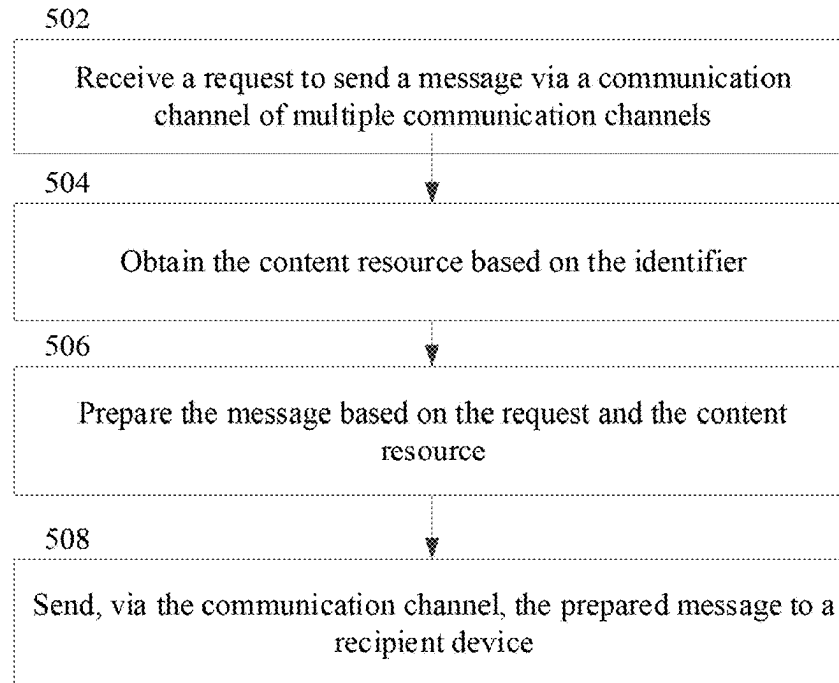 502
Receive a request to send a message via a communication
channel of multiple communication channels
504
Obtain the content resource based on the identifier
506
Prepare the message based on the request and the content
resource
508
Send, via the communication channel, the prepared message to a
recipient device